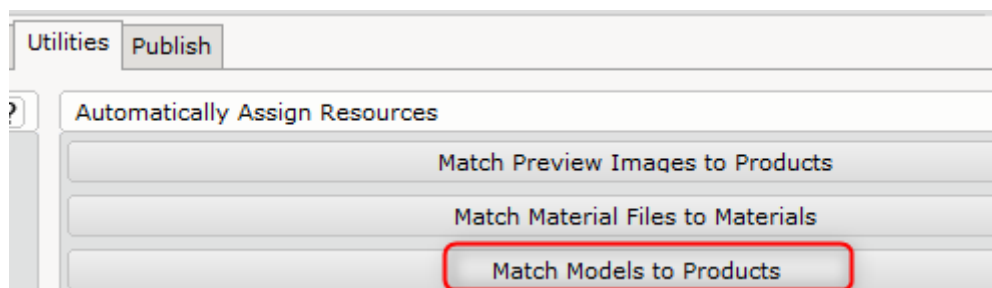 Utilities Publish
? Automatically Assign Resources
Match Preview Images to Products
Match Material Files to Materials
Match Models to Products